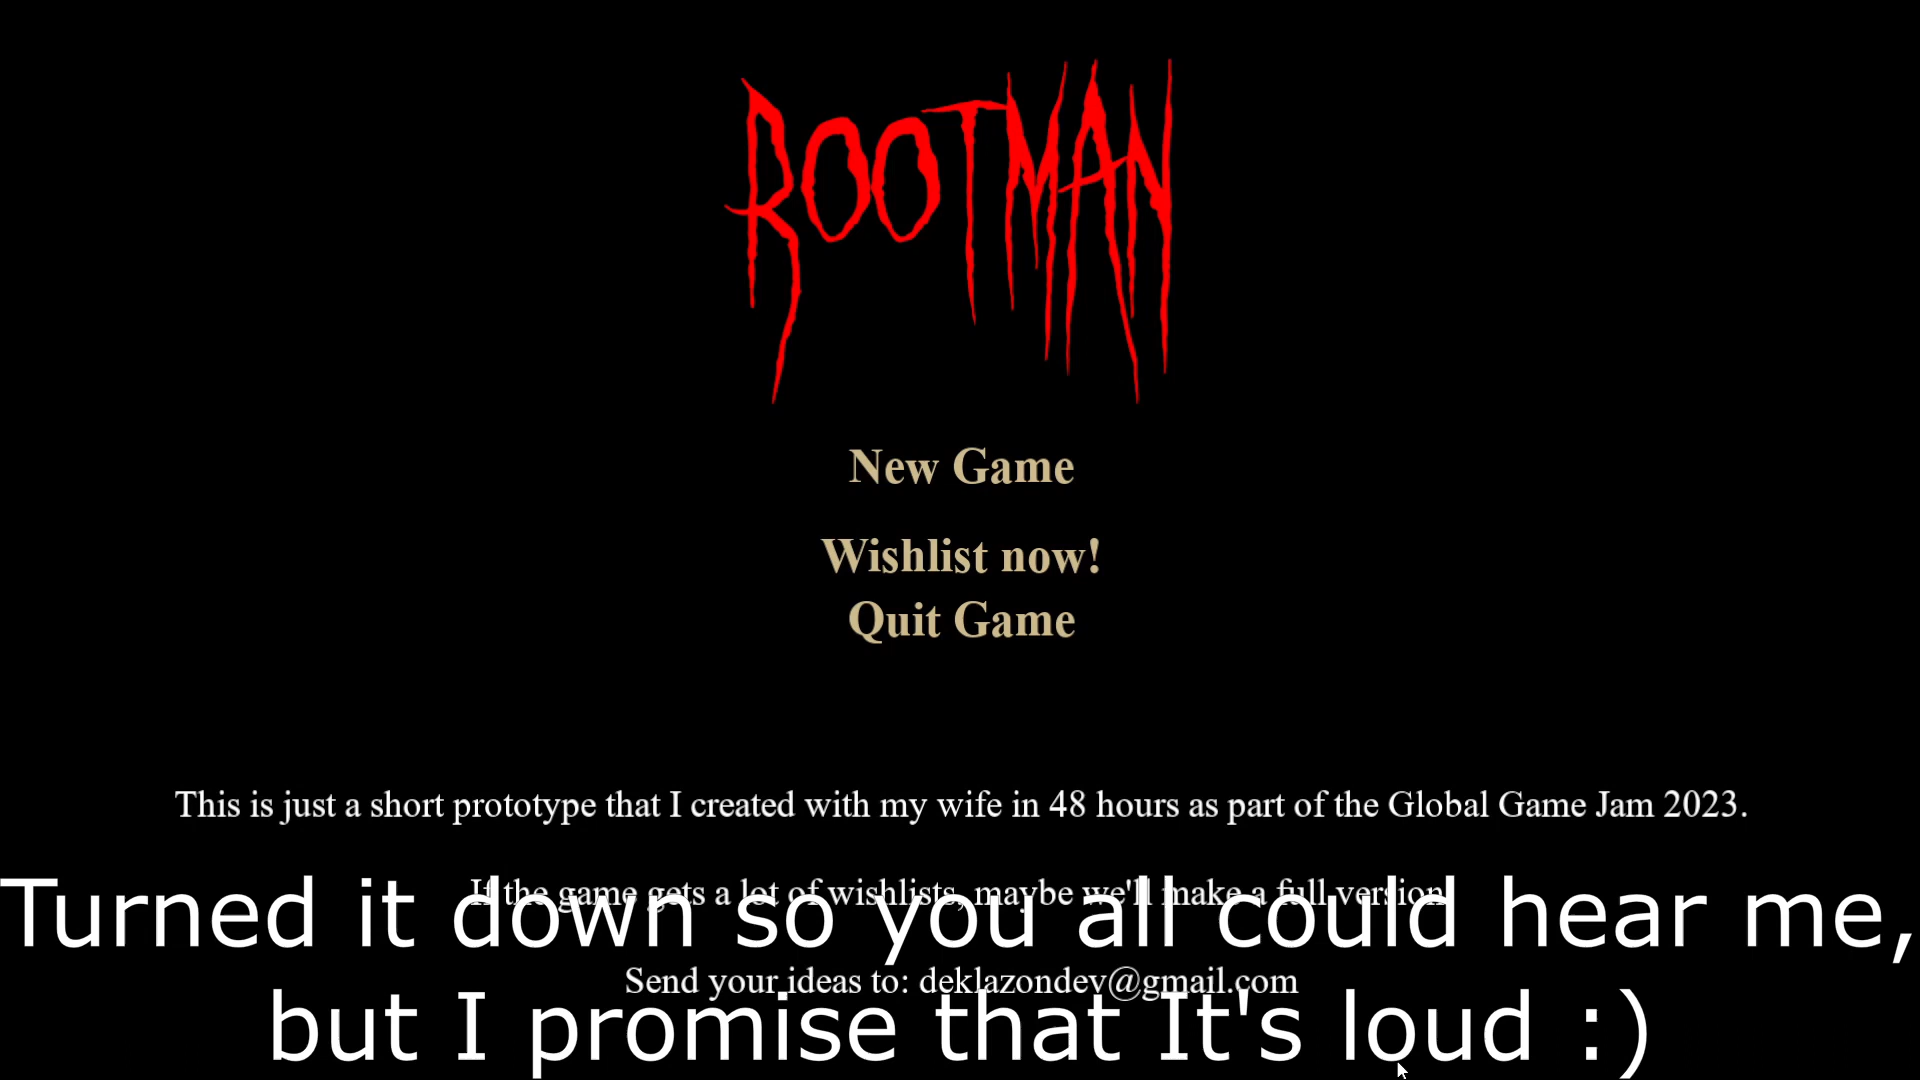 ROOTMAN
New Game
Wishlist now!
Quit Game
This is just a short prototype that I created with my wife in 48 hours as part of the Global Game Jam 2023.
If the game gets a lot of wishlists, maybe we'll make a full version
Turned it down so you all could hear me,
Send your ideas to: deklazondev@gmail.com
but I promise that It's loud :)